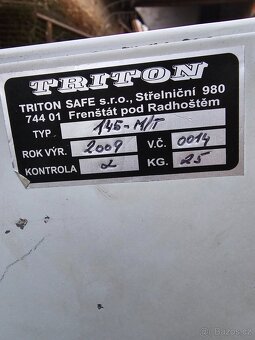 TRITON
TRITON SAFE s.r.o., Střelniční 980
744 01 Frenštát pod Radhoštěm
TYP 145-M/T
ROK VÝR. 2009 V.Č. 0014
KONTROLA 2 KG. 25
Bazos.cz